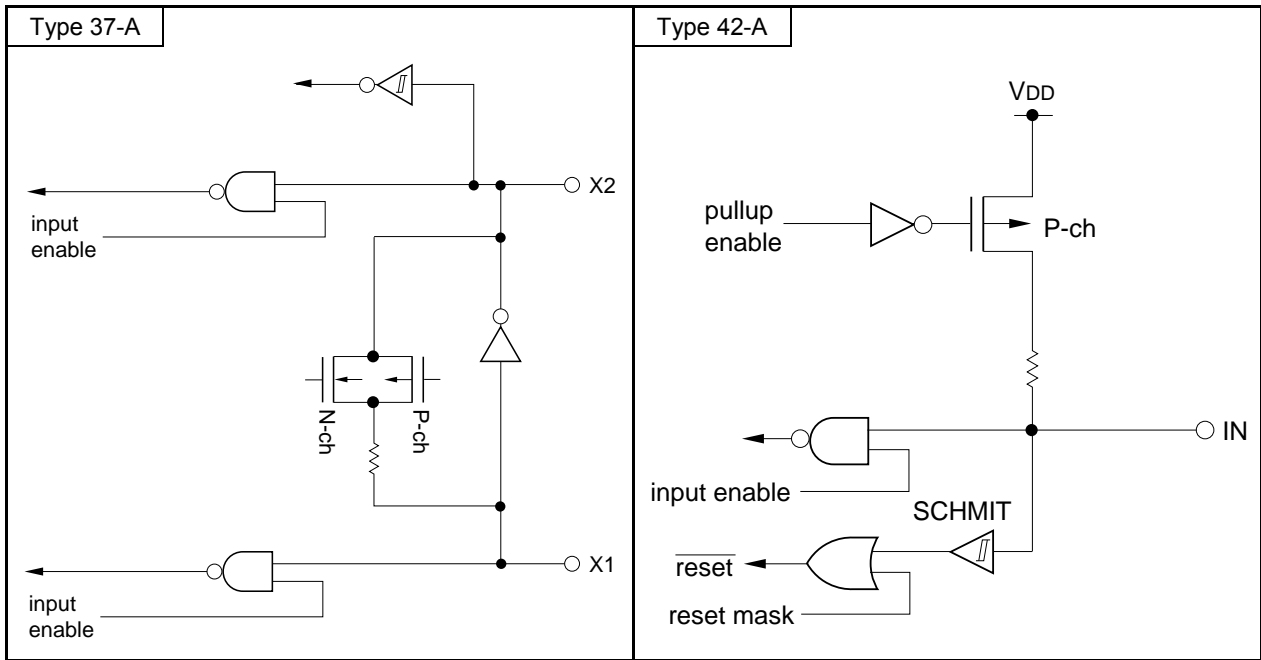 Type 37-A
X2
input
enable
N-ch
P-ch
X1
input
enable
Type 42-A
VDD
pullup
enable
P-ch
IN
input enable
SCHMIT
reset
reset mask